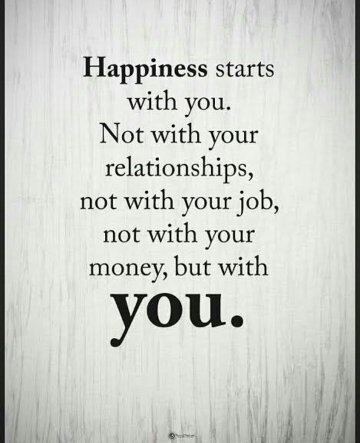 Happiness starts
with you.
Not with your
relationships,
not with your job,
not with your
money, but with
you.